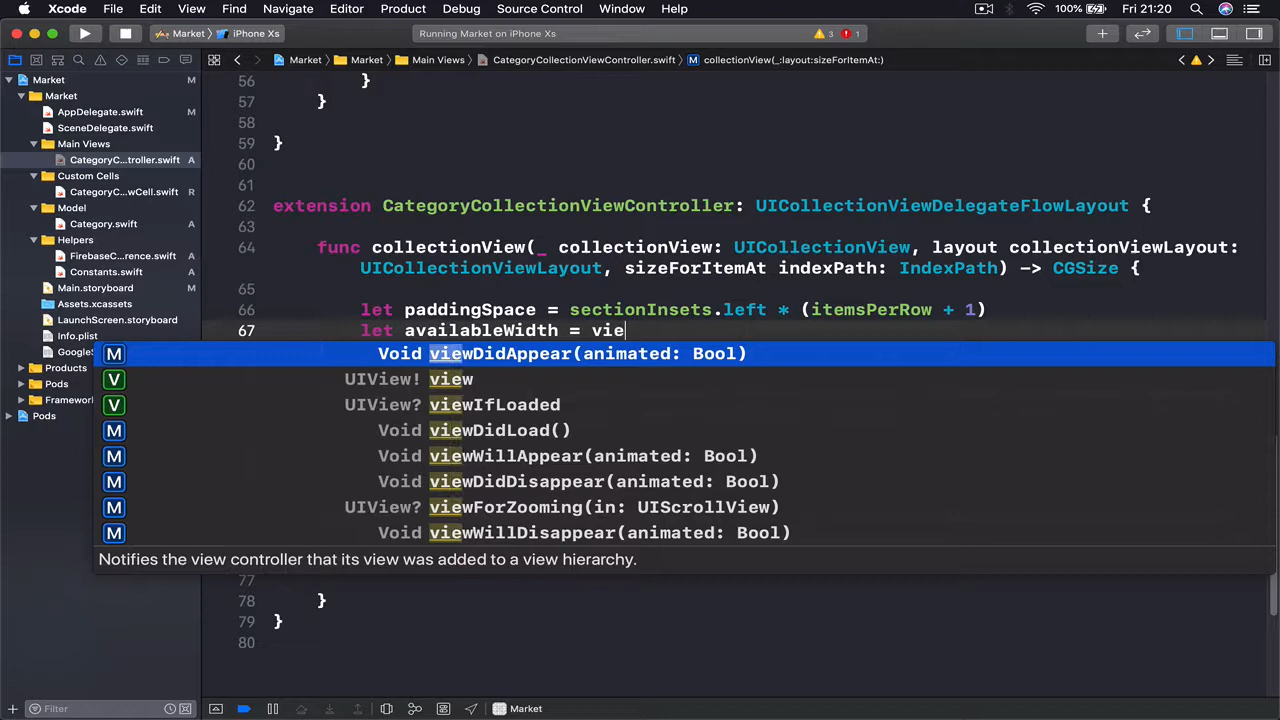 Xcode File Edit View Find Navigate Editor Product Debug Source Control Window Help 100% Fri 21:20
Market iPhone Xs Running Market on iPhone Xs 3 1
Market Market Main Views CategoryCollectionViewController.swift M collectionView(_:layout:sizeForItemAt:)
Market M
Market
AppDelegate.swift M
SceneDelegate.swift
Main Views
CategoryC...troller.swift A
Custom Cells
CategoryC...wCell.swift R
Model
Category.swift A
Helpers
FirebaseC...rence.swift A
Constants.swift A
Main.storyboard A
Assets.xcassets
LaunchScreen.storyboard
Info.plist
GoogleS
Products
Pods
Framewor
Pods
56 }
57 }
58
59 }
60
61
62 extension CategoryCollectionViewController: UICollectionViewDelegateFlowLayout {
63
64 func collectionView(_ collectionView: UICollectionView, layout collectionViewLayout:
UICollectionViewLayout, sizeForItemAt indexPath: IndexPath) -> CGSize {
65
66 let paddingSpace = sectionInsets.left * (itemsPerRow + 1)
67 let availableWidth = vie
M Void viewDidAppear(animated: Bool)
V UIView! view
V UIView? viewIfLoaded
M Void viewDidLoad()
M Void viewWillAppear(animated: Bool)
M Void viewDidDisappear(animated: Bool)
M UIView? viewForZooming(in: UIScrollView)
M Void viewWillDisappear(animated: Bool)
Notifies the view controller that its view was added to a view hierarchy.
77
78 }
79 }
80
Filter Market